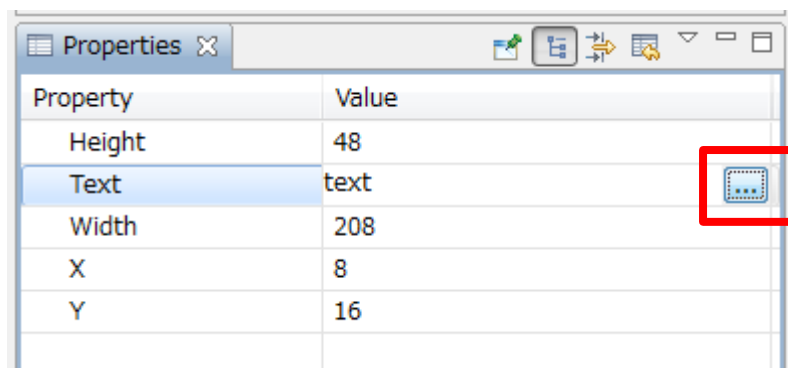 Properties
Property Value
Height 48
Text text
Width 208
X 8
Y 16
...